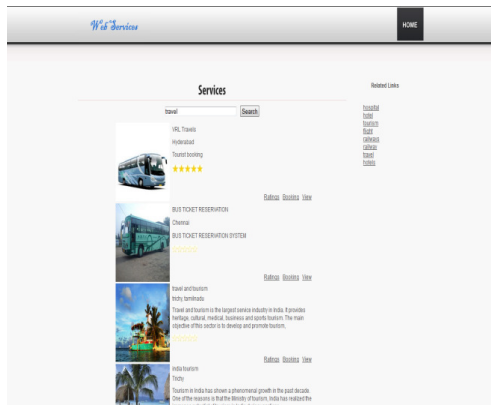 Web Services
HOME
Services
travel
Search
VRL Travels
Hyderabad
Tourist booking
Ratings Booking View
BUS TICKET RESERVATION
Chennai
BUS TICKET RESERVATION SYSTEM
Ratings Booking View
travel and tourism
trichy, tamilnadu
Travel and tourism is the largest service industry in India. It provides
heritage, cultural, medical, business and sports tourism. The main
objective of this sector is to develop and promote tourism,
Ratings Booking View
india tourism
Trichy
Tourism in India has shown a phenomenal growth in the past decade.
One of the reasons is that the Ministry of tourism, India has realized the
Related Links
hospital
hotel
tourism
flight
railways
railway
travel
hotels